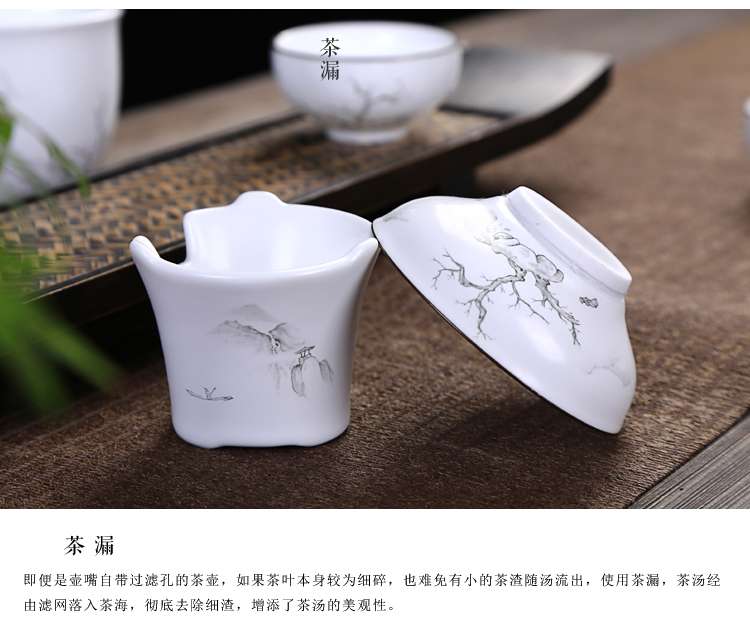 茶
漏
茶漏
即便是壶嘴自带过滤孔的茶壶，如果茶叶本身较为细碎，也难免有小的茶渣随汤流出，使用茶漏，茶汤经
由滤网落入茶海，彻底去除细渣，增添了茶汤的美观性。